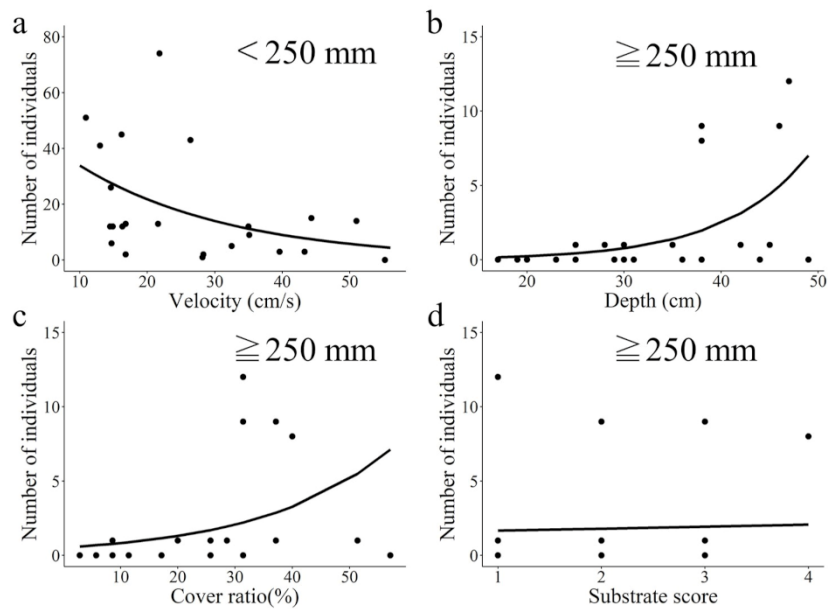 a
< 250 mm
Number of individuals
80
60
40
20
0
10
20
30
40
50
Velocity (cm/s)
b
≧ 250 mm
Number of individuals
15
10
5
0
20
30
40
50
Depth (cm)
c
≧ 250 mm
Number of individuals
15
10
5
0
10
20
30
40
50
Cover ratio(%)
d
≧ 250 mm
Number of individuals
15
10
5
0
1
2
3
4
Substrate score